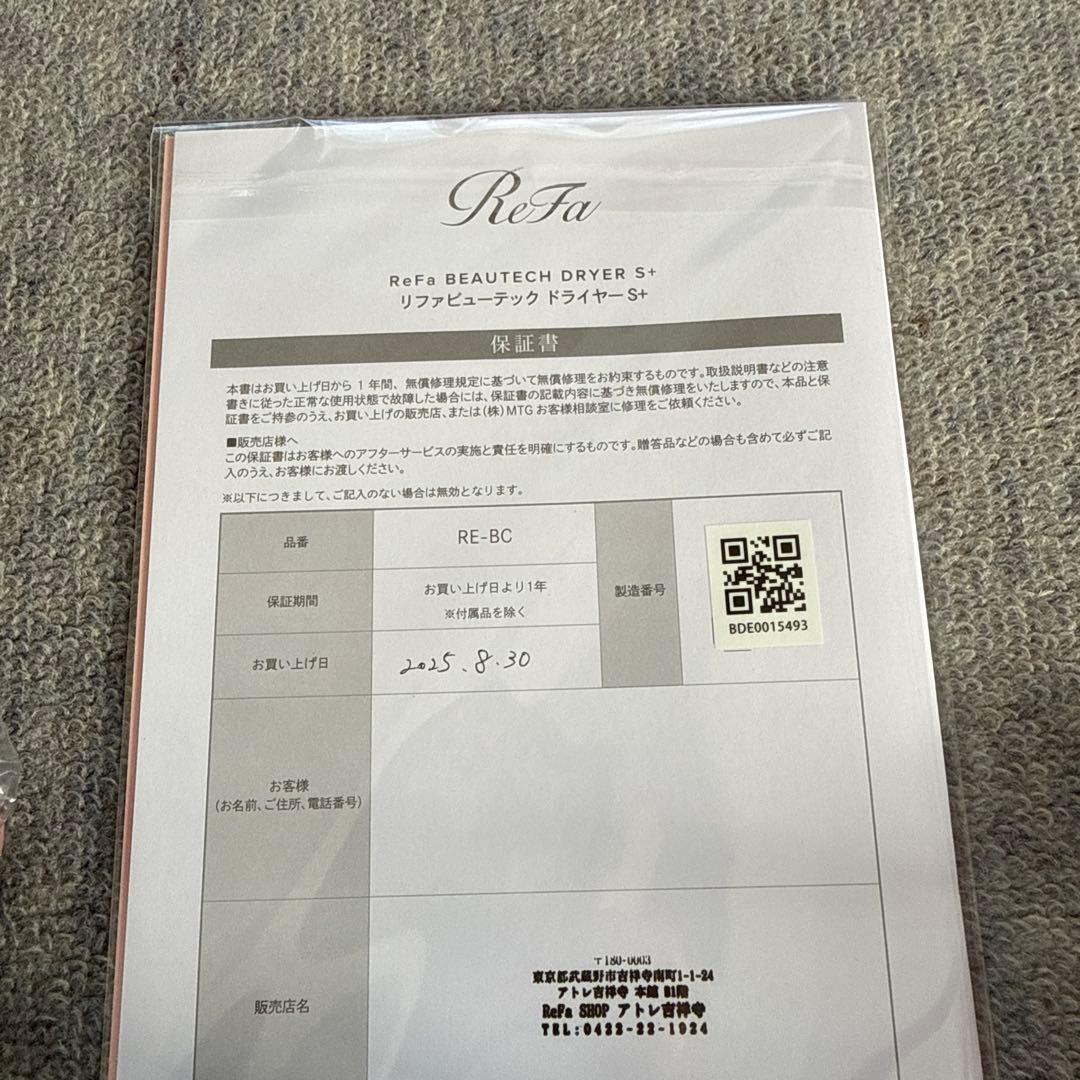 ReFa
ReFa BEAUTECH DRYER S+
リファビューテック ドライヤー S+
保証書
本書はお買い上げ日から 1 年間、無償修理規定に基づいて無償修理をお約束するものです。取扱説明書などの注意
書きに従った正常な使用状態で故障した場合には、保証書の記載内容に基づき無償修理をいたしますので、本品と保
証書をご持参のうえ、お買い上げの販売店、または(株)MTG お客様相談室に修理をご依頼ください。
■販売店様へ
この保証書はお客様へのアフターサービスの実施と責任を明確にするものです。贈答品などの場合も含めて必ずご記
入のうえ、お客様にお渡しください。
※以下につきまして、ご記入のない場合は無効となります。
品番
RE-BC
保証期間
お買い上げ日より1年
※付属品を除く
製造番号
BDE0015493
お買い上げ日
2025.8.30
お客様
(お名前、ご住所、電話番号)
販売店名
〒180-0003
東京都武蔵野市吉祥寺南町1-1-24
アトレ吉祥寺 本館 B1階
ReFa SHOP アトレ吉祥寺
TEL:0422-22-1924